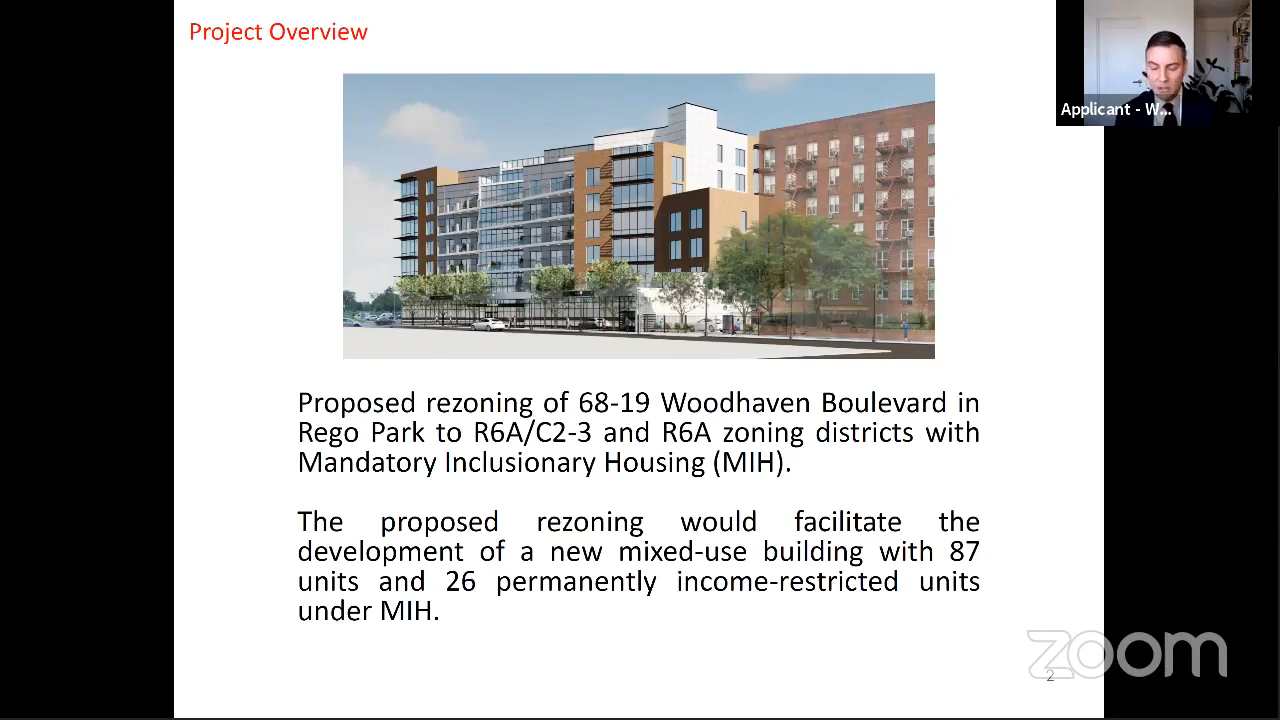 Project Overview
Applicant - W...
Proposed rezoning of 68-19 Woodhaven Boulevard in
Rego Park to R6A/C2-3 and R6A zoning districts with
Mandatory Inclusionary Housing (MIH).
The proposed rezoning would facilitate the
development of a new mixed-use building with 87
units and 26 permanently income-restricted units
under MIH.
zoom
2